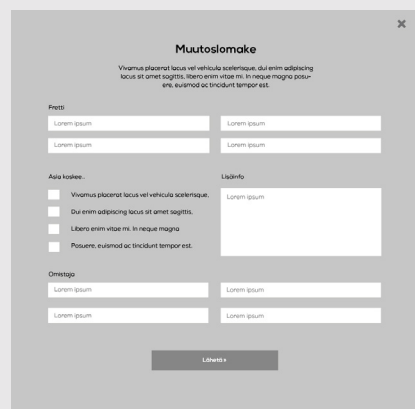 Muutoslomake
Vivamus placerat lacus vel vehicula scelerisque, dui enim adipiscing
lacus sit amet sagittis, libero enim vitae mi. In neque magna posu-
ere, euismod ac tincidunt tempor est.
Fretti
Lorem ipsum
Lorem ipsum
Lorem ipsum
Lorem ipsum
Asia koskee..
Vivamus placerat lacus vel vehicula scelerisque,
Dui enim adipiscing lacus sit amet sagittis,
Libero enim vitae mi. In neque magna
Posuere, euismod ac tincidunt tempor est.
Lisäinfo
Lorem ipsum
Omistaja
Lorem ipsum
Lorem ipsum
Lorem ipsum
Lorem ipsum
Lähetä